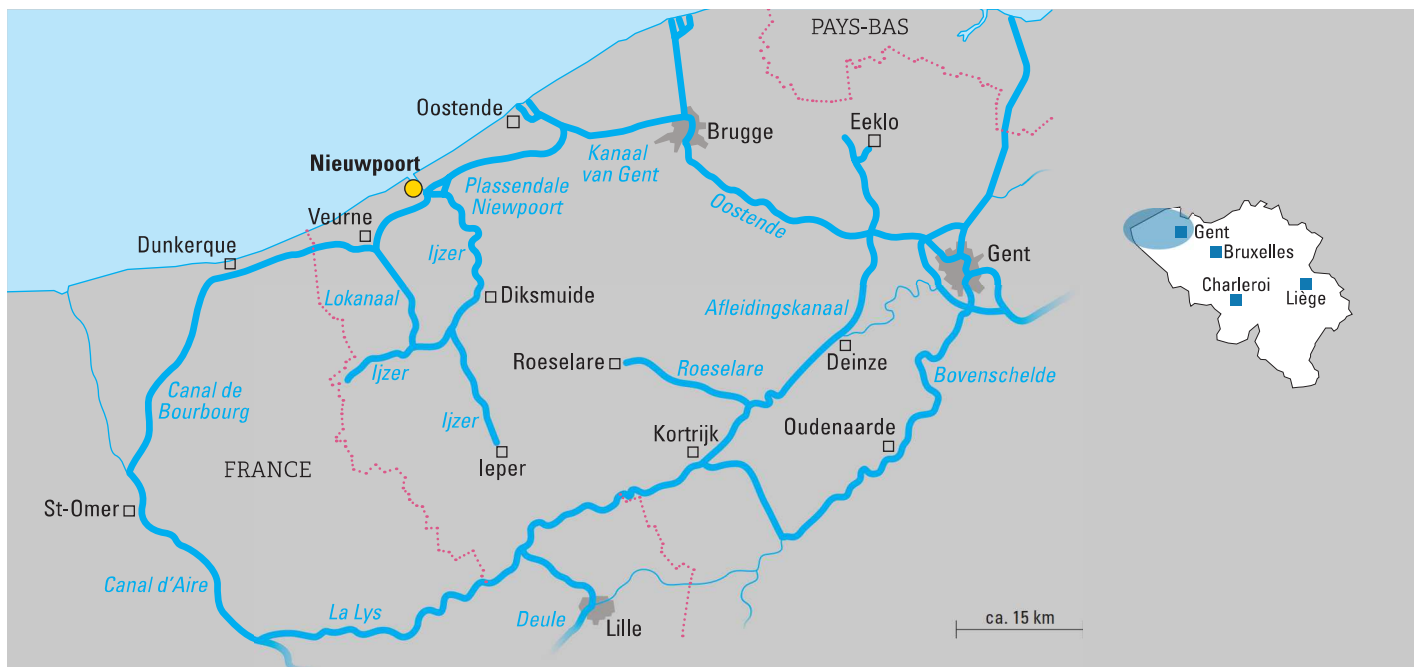 PAYS-BAS
Oostende
Brugge
Eeklo
Kanaal
van Gent
Nieuwpoort
Plassendale
Niewpoort
Oostende
Veurne
Dunkerque
Ijzer
Gent
Lokanaal
Diksmuide
Afleidingskanaal
Roeselare
Roeselare
Deinze
Ijzer
Bovenschelde
Canal de
Bourbourg
Ijzer
Kortrijk
Oudenaarde
FRANCE
Ieper
St-Omer
Canal d'Aire
La Lys
Deule
Lille
ca. 15 km
Gent
Bruxelles
Charleroi
Liège